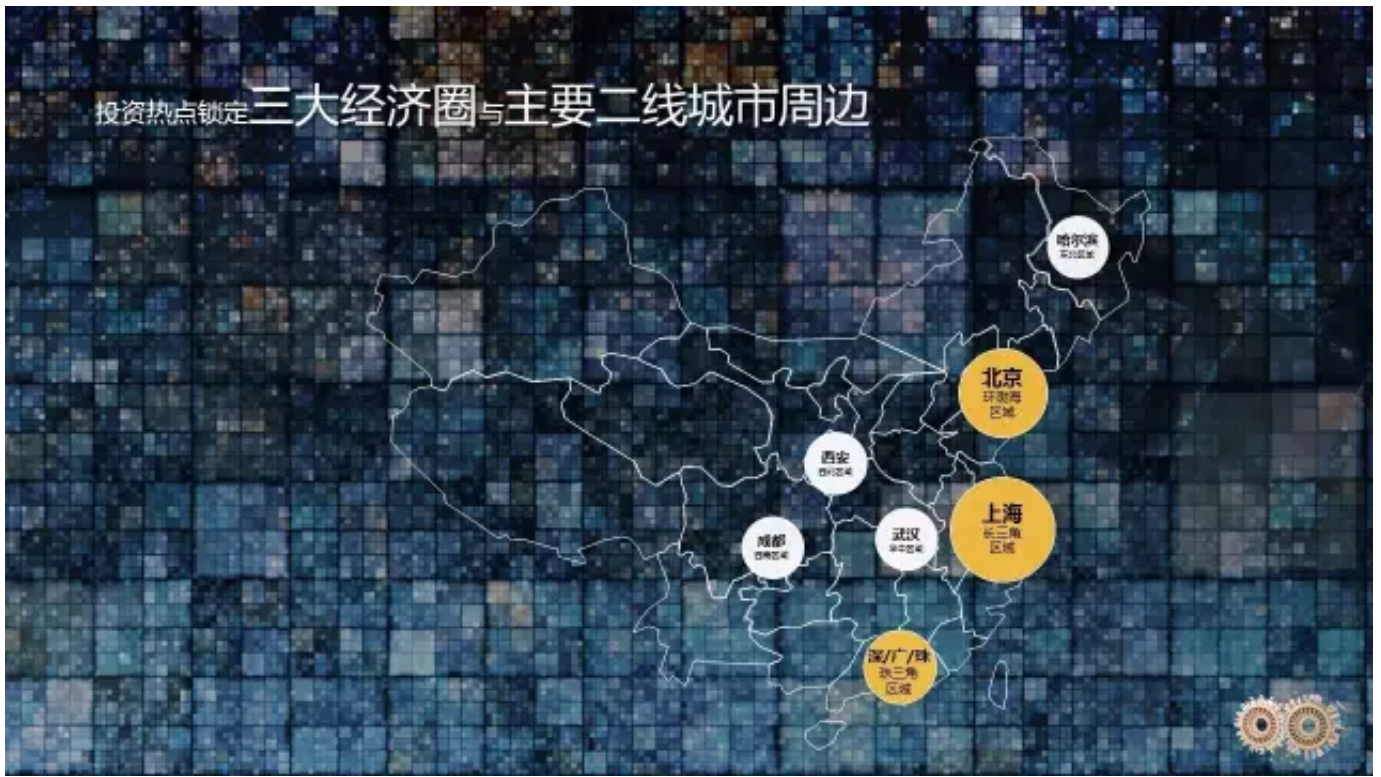 投资热点锁定三大经济圈与主要二线城市周边
哈尔滨
东北区域
北京
环渤海
区域
西安
西北区域
上海
长三角
区域
成都
西南区域
武汉
华中区域
深/广/珠
珠三角
区域